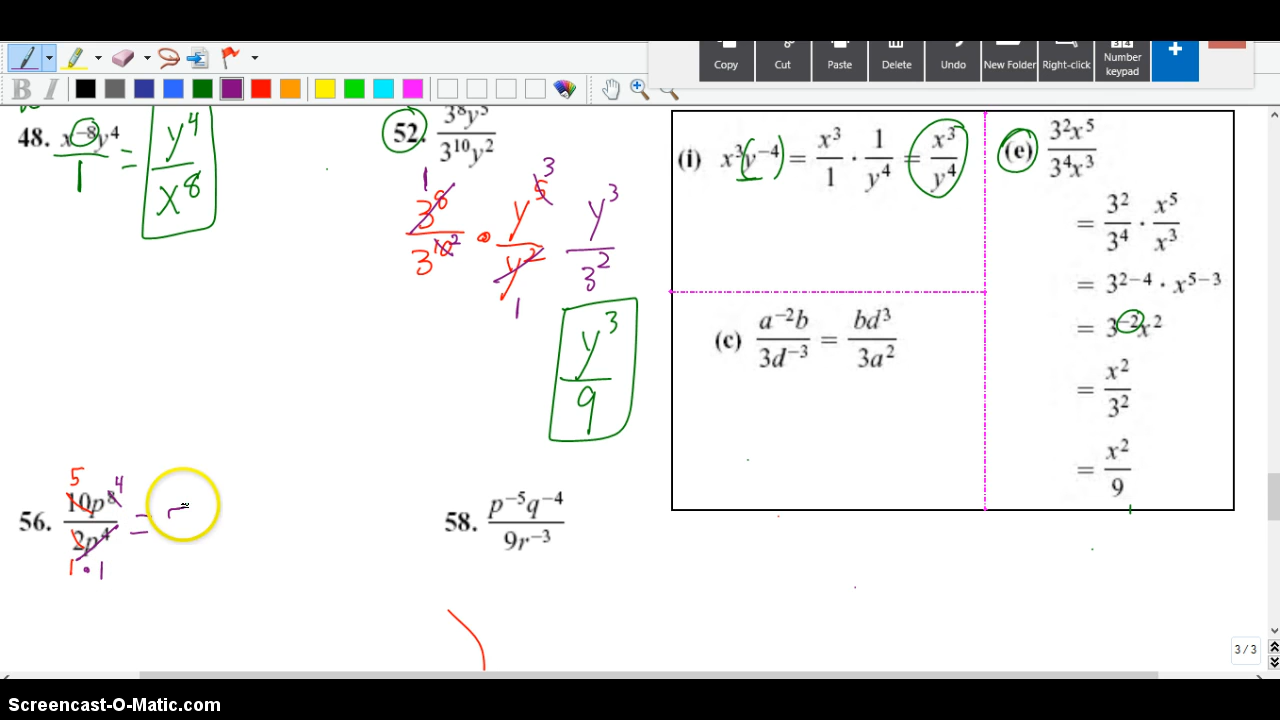 Copy Cut Paste Delete Undo New Folder Right-click Number keypad
B I
48. x⁻⁸y⁴ / 1 = y⁴ / x⁸
52. 3⁸y⁵ / 3¹⁰y²
3⁸ / 3¹⁰ • y⁵ / y² y³ / 3²
1 3
2 1
y³ / 9
56. 10p⁸ / 2p⁴ =
5 4
1 • 1
58. p⁻⁵q⁻⁴ / 9r⁻³
(i) x³y⁻⁴ = x³ / 1 · 1 / y⁴ = x³ / y⁴
(c) a⁻²b / 3d⁻³ = bd³ / 3a²
(e) 3²x⁵ / 3⁴x³
= 3² / 3⁴ · x⁵ / x³
= 3²⁻⁴ · x⁵⁻³
= 3⁻²x²
= x² / 3²
= x² / 9
3/3
Screencast-O-Matic.com